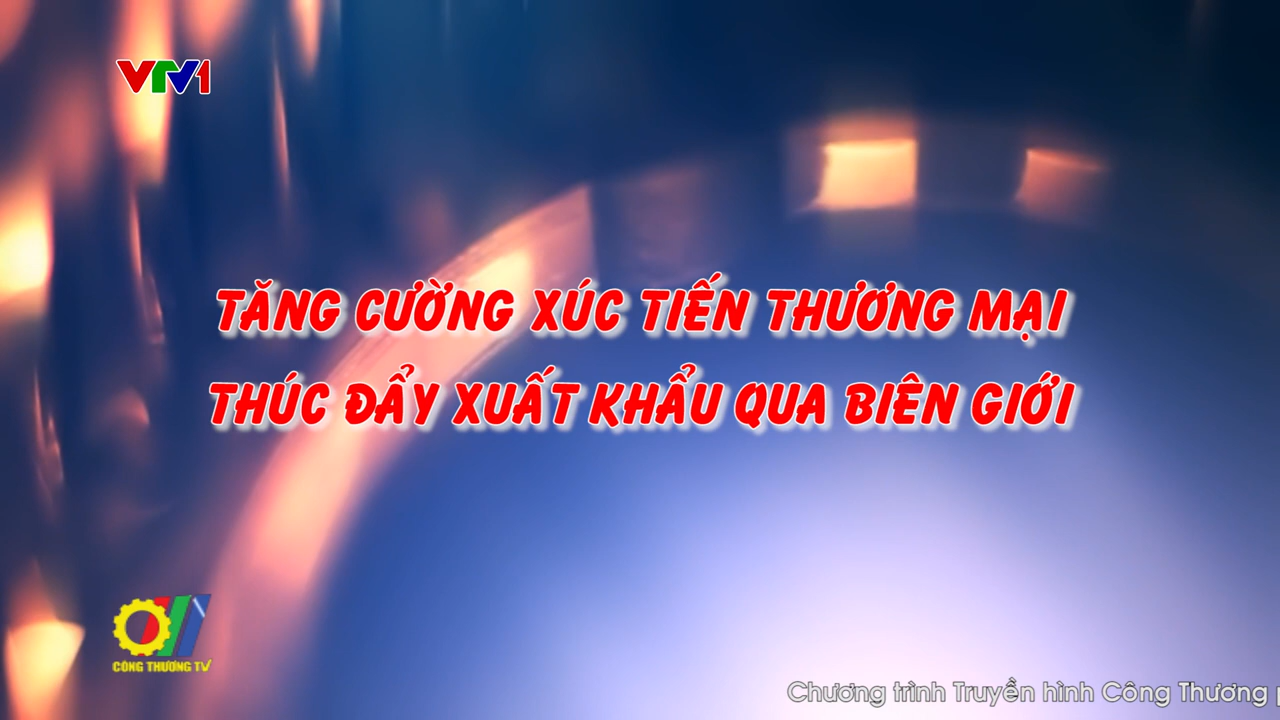 VTV1
TĂNG CƯỜNG XÚC TIẾN THƯƠNG MẠI
THÚC ĐẨY XUẤT KHẨU QUA BIÊN GIỚI
CÔNG THƯƠNG TV
Chương trình Truyền hình Công Thương